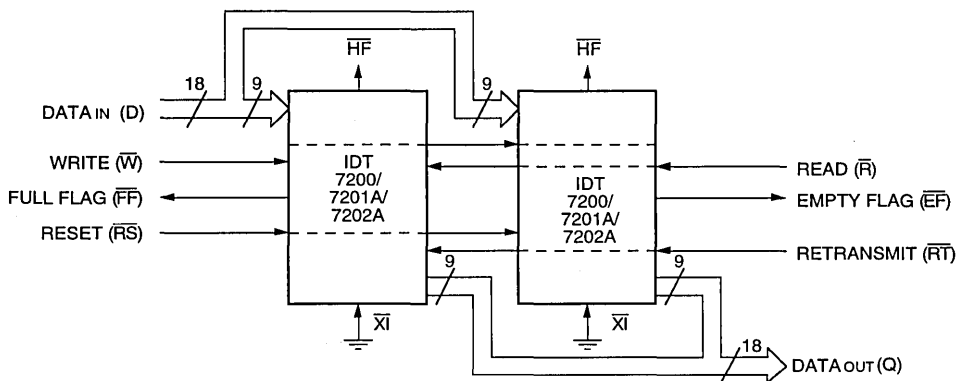 HF
HF
18
9
9
DATA IN (D)
WRITE (W)
FULL FLAG (FF)
RESET (RS)
IDT
7200/
7201A/
7202A
IDT
7200/
7201A/
7202A
READ (R)
EMPTY FLAG (EF)
RETRANSMIT (RT)
9
9
XI
XI
18
DATA OUT (Q)